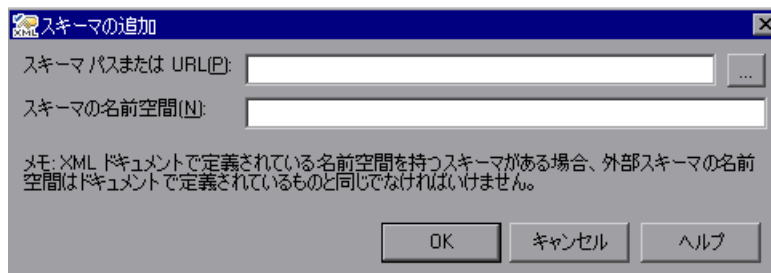 XML スキーマの追加
スキーマ パスまたは URL(P):
...
スキーマの名前空間(N):
メモ: XML ドキュメントで定義されている名前空間を持つスキーマがある場合、外部スキーマの名前
空間はドキュメントで定義されているものと同じでなければいけません。
OK キャンセル ヘルプ